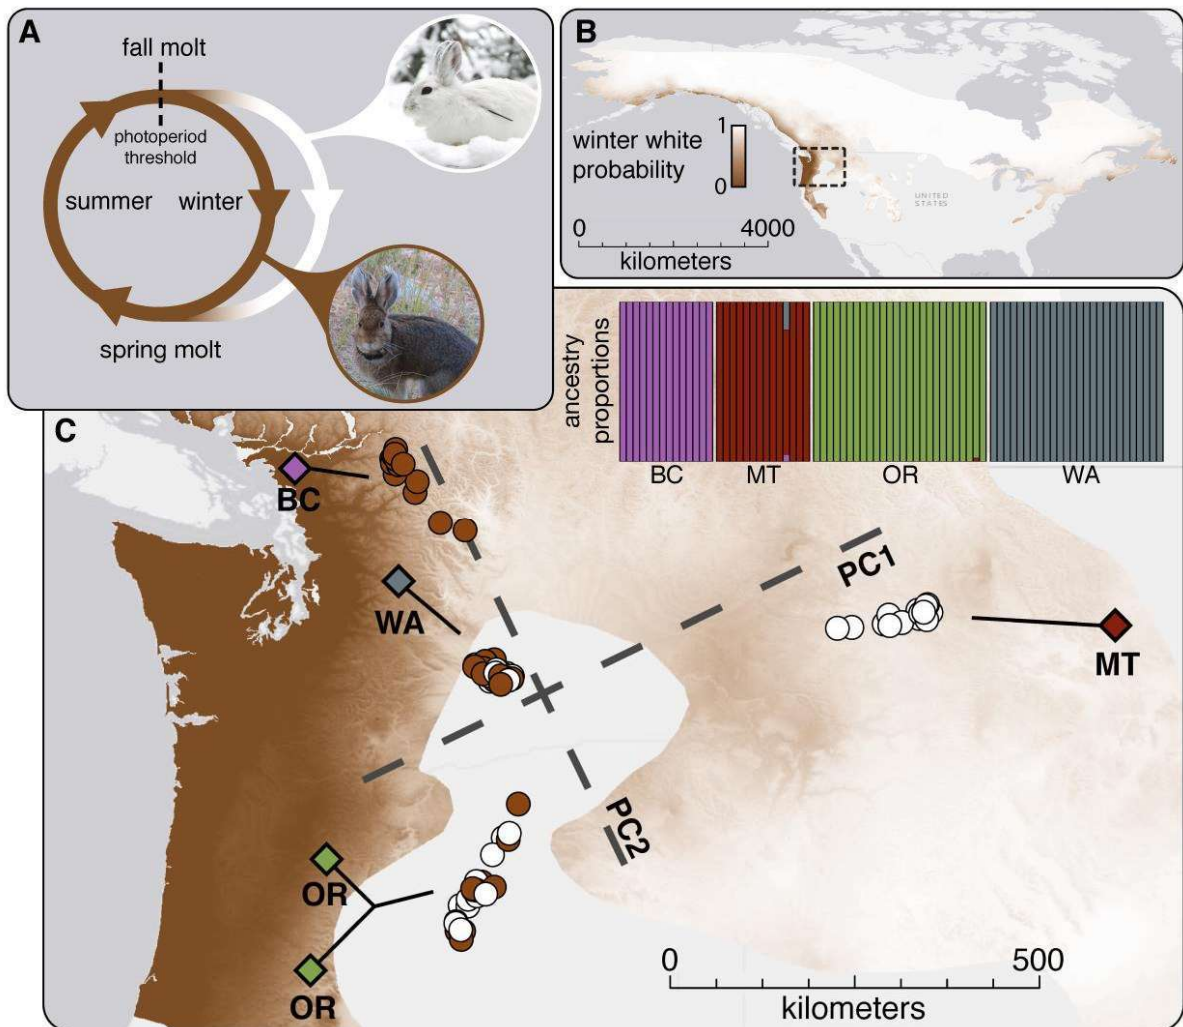 A
fall molt
photoperiod
threshold
summer
winter
spring molt
B
winter white
probability
1
0
UNITED
STATES
0
4000
kilometers
C
ancestry
proportions
BC
MT
OR
WA
BC
WA
PC1
MT
PC2
OR
OR
0
500
kilometers